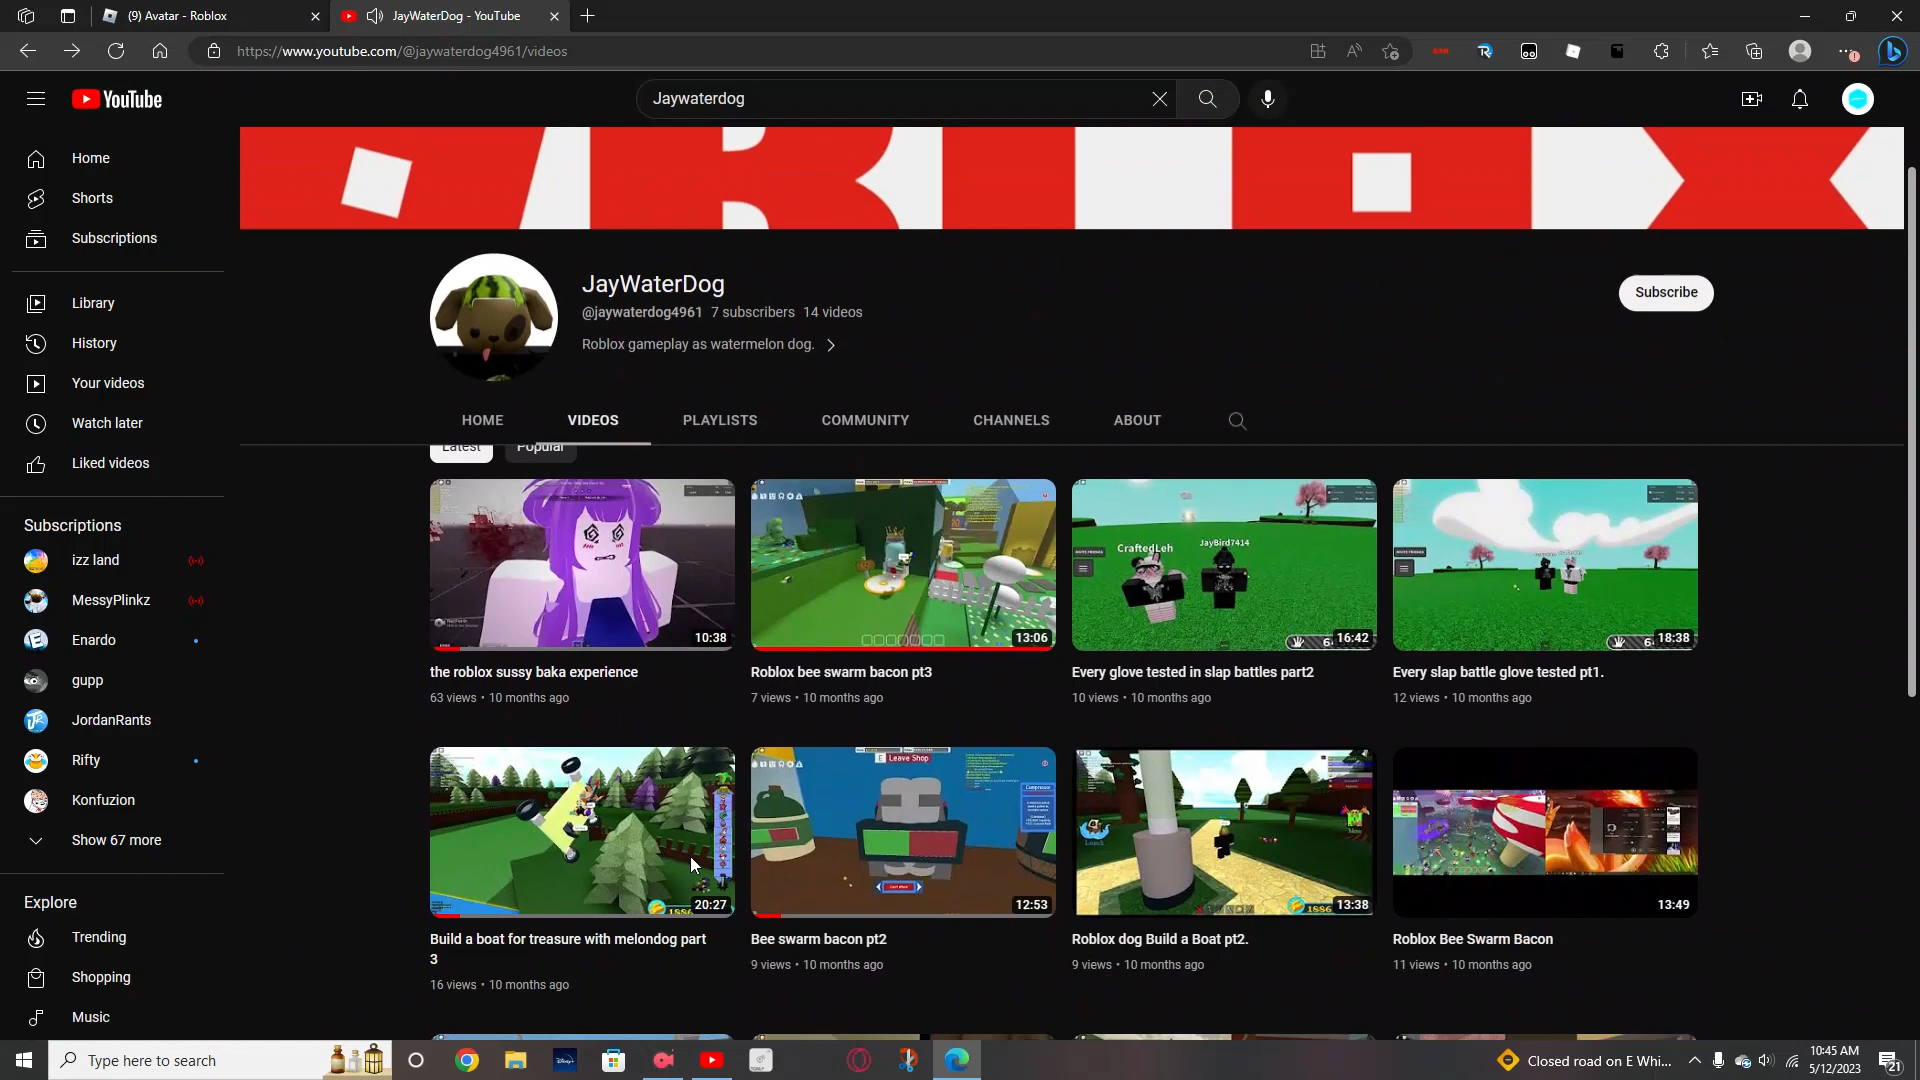 (9) Avatar - Roblox
JayWaterDog - YouTube
https://www.youtube.com/@jaywaterdog4961/videos
YouTube
Jaywaterdog
Home
Shorts
Subscriptions
Library
History
Your videos
Watch later
Liked videos
Subscriptions
izz land
MessyPlinkz
Enardo
gupp
JordanRants
Rifty
Konfuzion
Show 67 more
Explore
Trending
Shopping
Music
JayWaterDog
@jaywaterdog4961 7 subscribers 14 videos
Roblox gameplay as watermelon dog.
Subscribe
HOME VIDEOS PLAYLISTS COMMUNITY CHANNELS ABOUT
Latest Popular
10:38
the roblox sussy baka experience
63 views • 10 months ago
13:06
Roblox bee swarm bacon pt3
7 views • 10 months ago
CraftedLeh
JayBird7414
16:42
Every glove tested in slap battles part2
10 views • 10 months ago
18:38
Every slap battle glove tested pt1.
12 views • 10 months ago
20:27
Build a boat for treasure with melondog part
3
16 views • 10 months ago
E Leave Shop
12:53
Bee swarm bacon pt2
9 views • 10 months ago
13:38
Roblox dog Build a Boat pt2.
9 views • 10 months ago
13:49
Roblox Bee Swarm Bacon
11 views • 10 months ago
Type here to search
Closed road on E Whi...
10:45 AM
5/12/2023
21